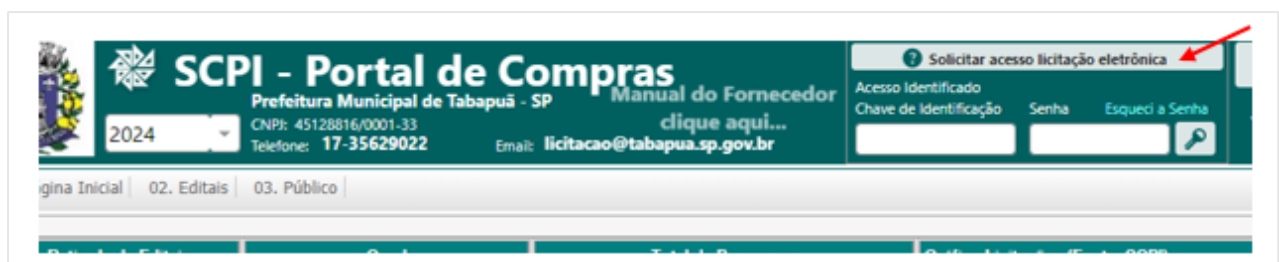 SCPI - Portal de Compras
Prefeitura Municipal de Tabapuã - SP
Manual do Fornecedor
clique aqui...
2024
CNPJ: 45128816/0001-33
Telefone: 17-35629022
Email: licitacao@tabapua.sp.gov.br
? Solicitar acesso licitação eletrônica
Acesso Identificado
Chave de Identificação Senha Esqueci a Senha
gina Inicial 02. Editais 03. Público